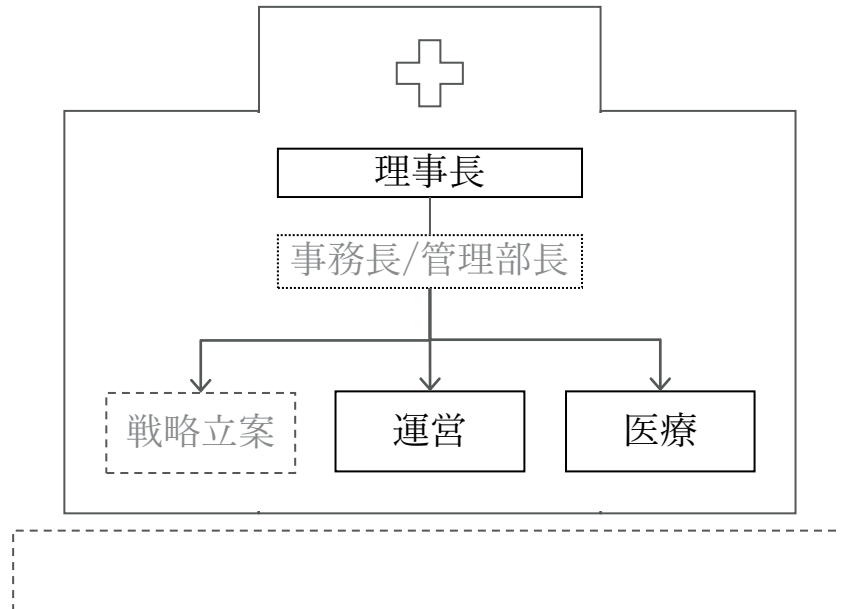 理事長
事務長/管理部長
戦略立案
運営
医療